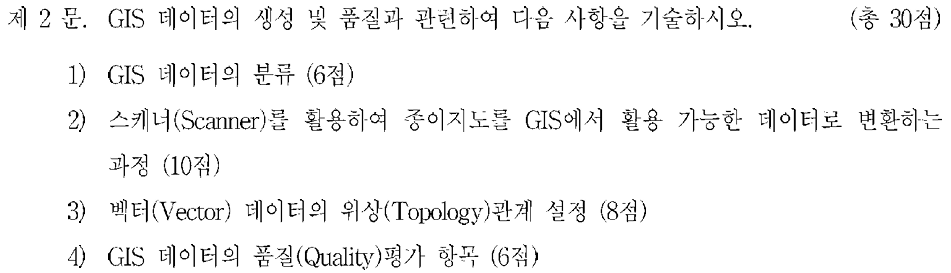 제 2 문. GIS 데이터의 생성 및 품질과 관련하여 다음 사항을 기술하시오. (총 30점)
1) GIS 데이터의 분류 (6점)
2) 스캐너(Scanner)를 활용하여 종이지도를 GIS에서 활용 가능한 데이터로 변환하는
과정 (10점)
3) 벡터(Vector) 데이터의 위상(Topology)관계 설정 (8점)
4) GIS 데이터의 품질(Quality)평가 항목 (6점)